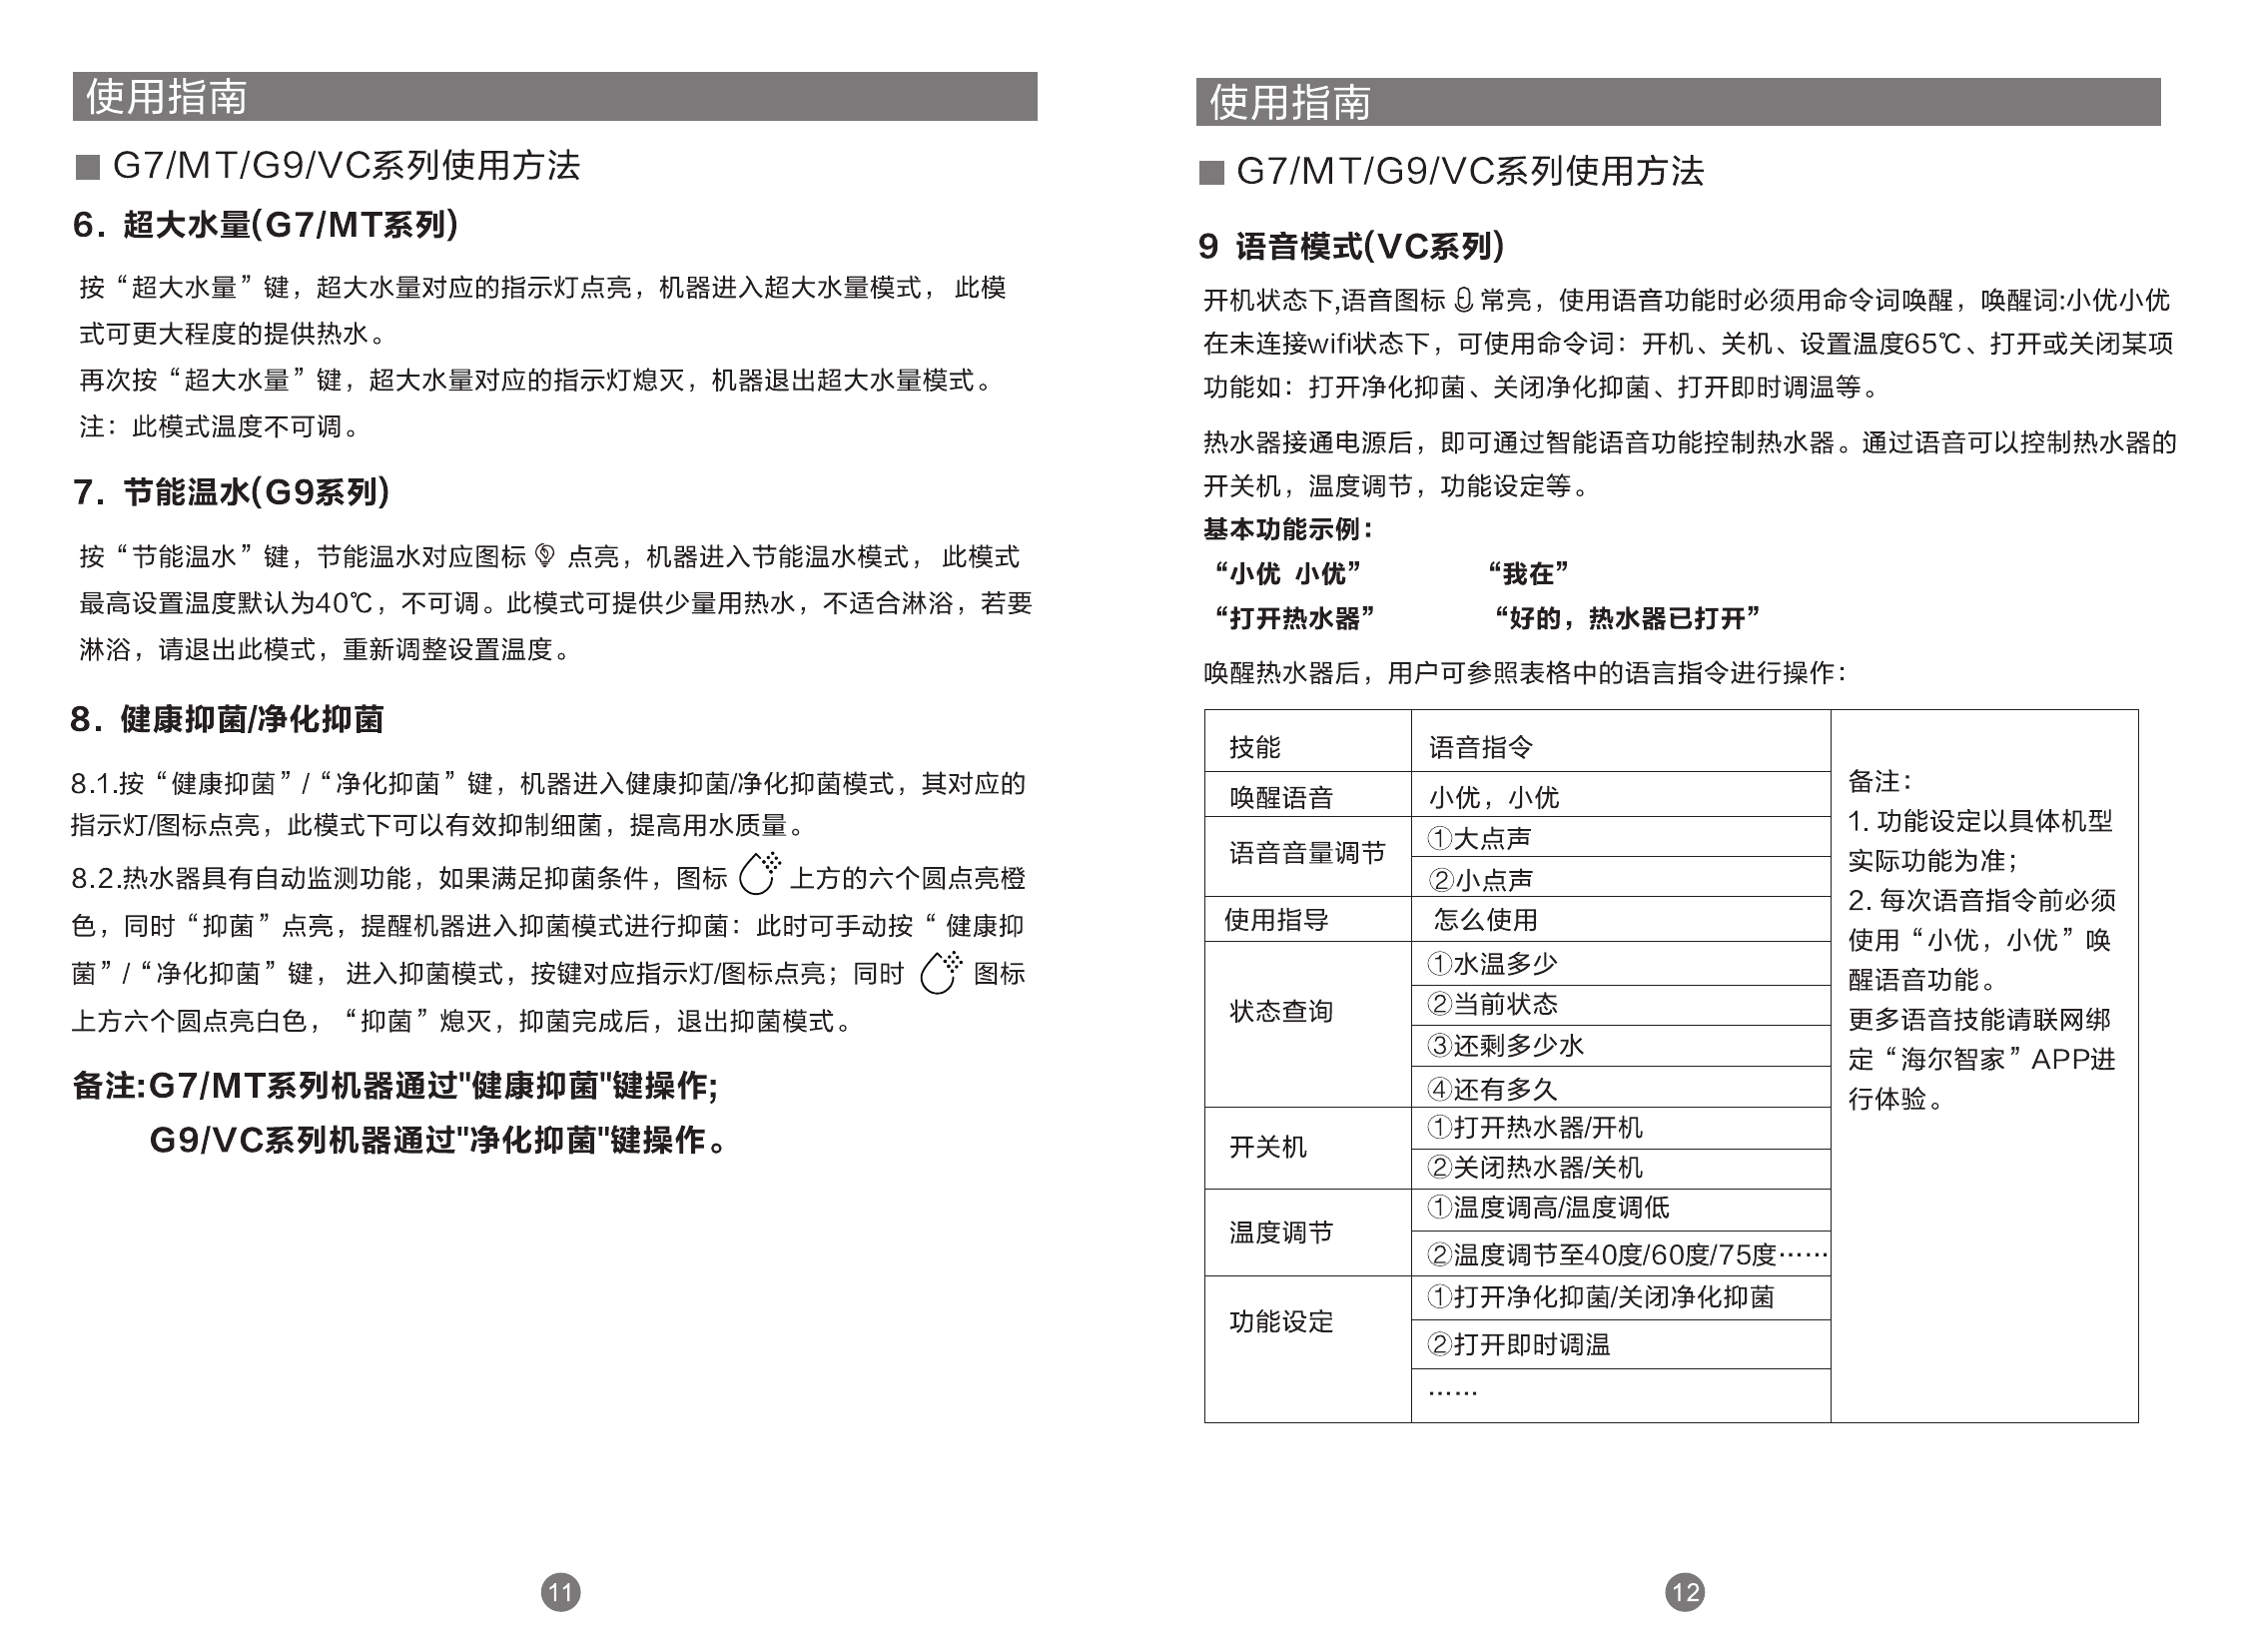 使用指南
G7/MT/G9/VC系列使用方法
6. 超大水量(G7/MT系列)
按“超大水量”键，超大水量对应的指示灯点亮，机器进入超大水量模式， 此模
式可更大程度的提供热水。
再次按“超大水量”键，超大水量对应的指示灯熄灭，机器退出超大水量模式。
注：此模式温度不可调。
7. 节能温水(G9系列)
按“节能温水”键，节能温水对应图标 点亮，机器进入节能温水模式， 此模式
最高设置温度默认为40℃，不可调。此模式可提供少量用热水，不适合淋浴，若要
淋浴，请退出此模式，重新调整设置温度。
8. 健康抑菌/净化抑菌
8.1.按“健康抑菌”/“净化抑菌”键，机器进入健康抑菌/净化抑菌模式，其对应的
指示灯/图标点亮，此模式下可以有效抑制细菌，提高用水质量。
8.2.热水器具有自动监测功能，如果满足抑菌条件，图标 上方的六个圆点亮橙
色，同时“抑菌”点亮，提醒机器进入抑菌模式进行抑菌：此时可手动按“ 健康抑
菌”/“净化抑菌”键， 进入抑菌模式，按键对应指示灯/图标点亮；同时 图标
上方六个圆点亮白色，“抑菌”熄灭，抑菌完成后，退出抑菌模式。
备注:G7/MT系列机器通过"健康抑菌"键操作;
G9/VC系列机器通过"净化抑菌"键操作。
11
使用指南
G7/MT/G9/VC系列使用方法
9 语音模式(VC系列)
开机状态下,语音图标 常亮，使用语音功能时必须用命令词唤醒，唤醒词:小优小优
在未连接wifi状态下，可使用命令词：开机、关机、设置温度65℃、打开或关闭某项
功能如：打开净化抑菌、关闭净化抑菌、打开即时调温等。
热水器接通电源后，即可通过智能语音功能控制热水器。通过语音可以控制热水器的
开关机，温度调节，功能设定等。
基本功能示例：
“小优 小优” “我在”
“打开热水器” “好的，热水器已打开”
唤醒热水器后，用户可参照表格中的语言指令进行操作：
技能 语音指令
唤醒语音 小优，小优
语音音量调节
①大点声
②小点声
使用指导 怎么使用
状态查询
①水温多少
②当前状态
③还剩多少水
④还有多久
开关机
①打开热水器/开机
②关闭热水器/关机
温度调节
①温度调高/温度调低
②温度调节至40度/60度/75度……
功能设定
①打开净化抑菌/关闭净化抑菌
②打开即时调温
……
备注：
1. 功能设定以具体机型
实际功能为准；
2. 每次语音指令前必须
使用“小优，小优”唤
醒语音功能。
更多语音技能请联网绑
定“海尔智家”APP进
行体验。
12